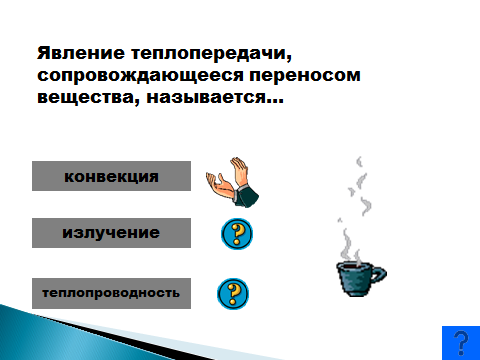 Явление теплопередачи,
сопровождающееся переносом
вещества, называется...
конвекция
излучение
?
теплопроводность
?
?